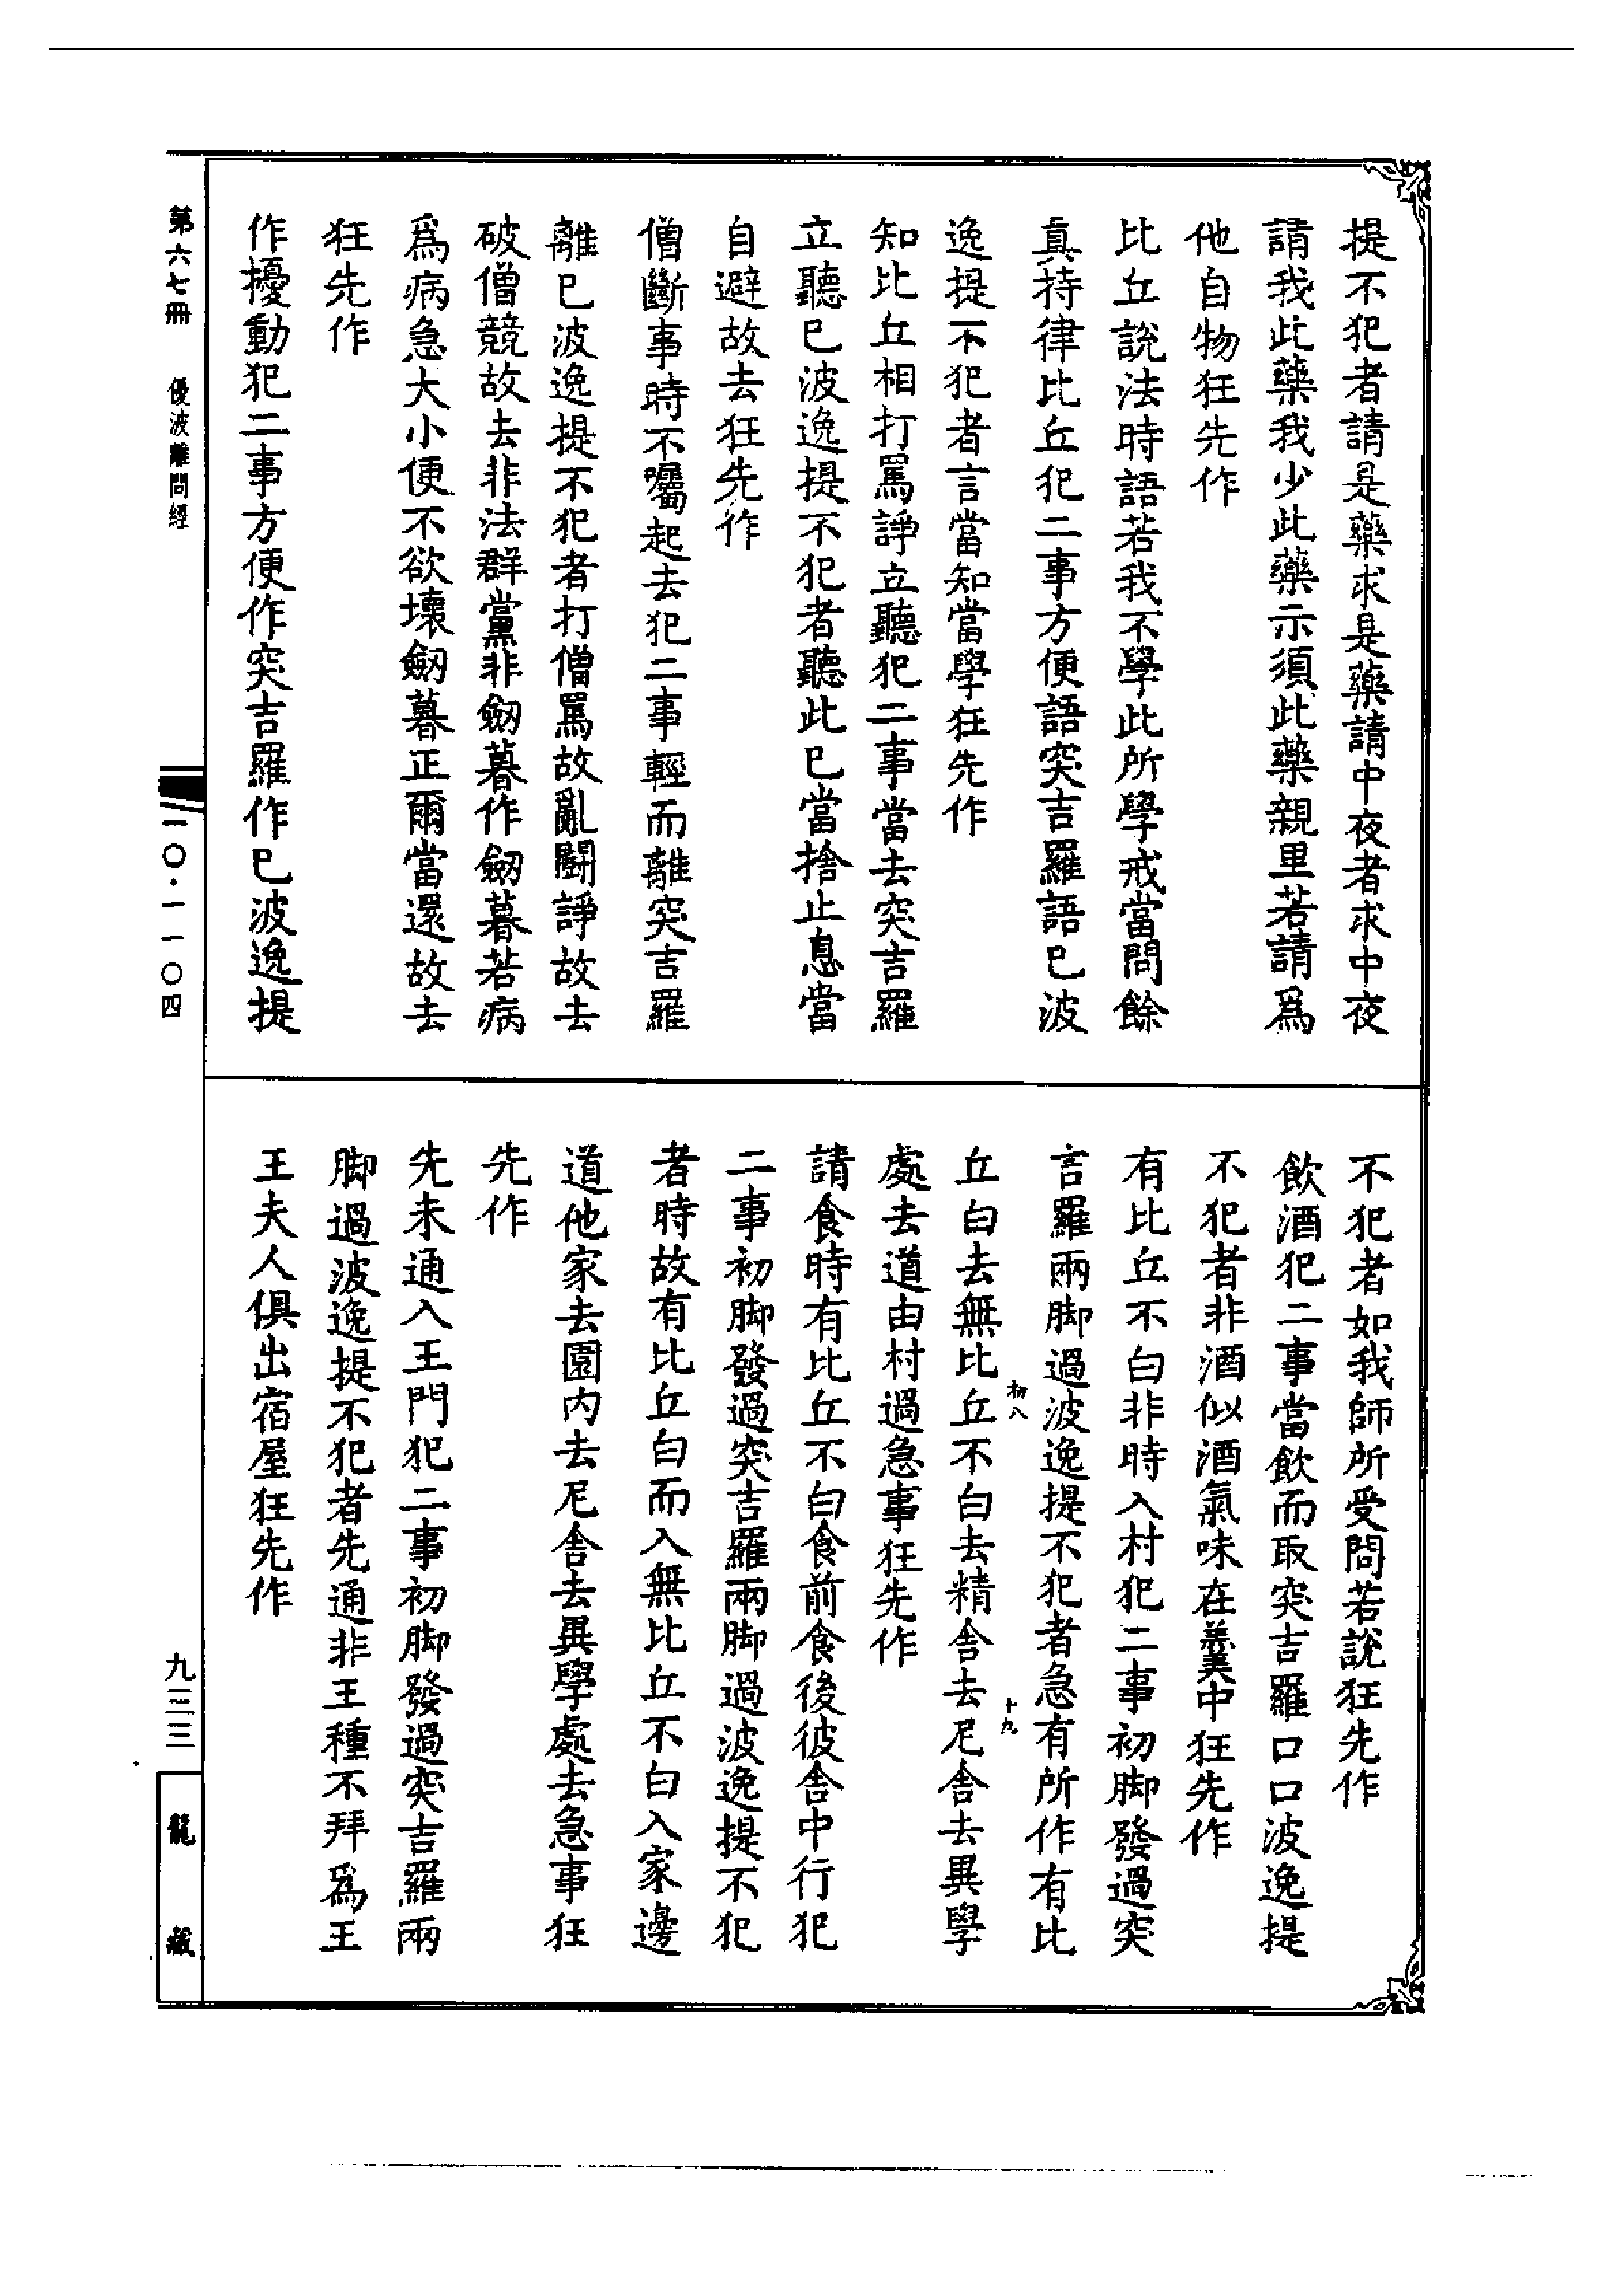 提不犯者請是藥求是藥請中夜者求中夜
請我此藥我少此藥示須此藥親里若請爲
他自物狂先作
比丘說法時語若我不學此所學戒當問餘
真持律比丘犯二事方便語突吉羅語已波
逸提不犯者言當知當學狂先作
知比丘相打罵諍立聽犯二事當去突吉羅
立聽已波逸提不犯者聽此已當捨止息當
自避故去狂先作
僧斷事時不囑起去犯二事輕而離突吉羅
離已波逸提不犯者打僧罵故亂鬪諍故去
破僧競故去非法群黨非劒暮作劒暮若病
爲病急大小便不欲壞劒暮正爾當還故去
狂先作
作擾動犯二事方便作突吉羅作已波逸提
不犯者如我師所受問若說狂先作
飲酒犯二事當飲而取突吉羅口口波逸提
不犯者非酒似酒氣味在羹中狂先作
有比丘不白非時入村犯二事初脚發過突
吉羅兩脚過波逸提不犯者急有所作有比
丘白去無比丘不白去精舍去尼舍去異學
處去道由村過急事狂先作
請食時有比丘不白食前食後彼舍中行犯
二事初脚發過突吉羅兩脚過波逸提不犯
者時故有比丘白而入無比丘不白入家邊
道他家去園內去尼舍去異學處去急事狂
先作
先未通入王門犯二事初脚發過突吉羅兩
脚過波逸提不犯者先通非王種不拜爲王
王夫人俱出宿屋狂先作
第六七冊 優波離問經
一〇·一一〇四
九三三
龍藏
十九